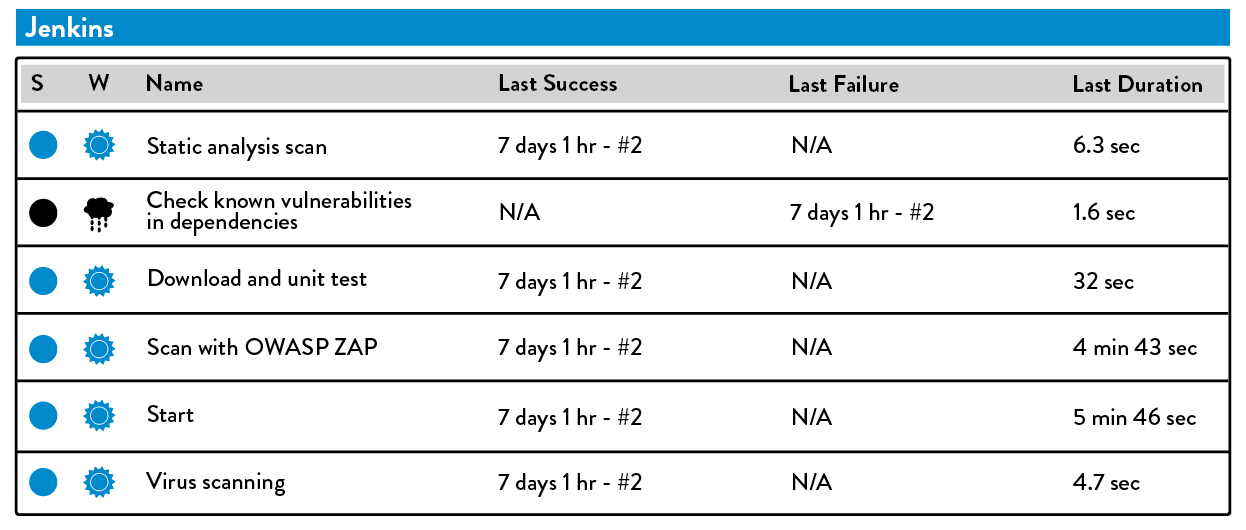 Jenkins
S W Name Last Success Last Failure Last Duration
Static analysis scan 7 days 1 hr - #2 N/A 6.3 sec
Check known vulnerabilities
in dependencies N/A 7 days 1 hr - #2 1.6 sec
Download and unit test 7 days 1 hr - #2 N/A 32 sec
Scan with OWASP ZAP 7 days 1 hr - #2 N/A 4 min 43 sec
Start 7 days 1 hr - #2 N/A 5 min 46 sec
Virus scanning 7 days 1 hr - #2 N/A 4.7 sec